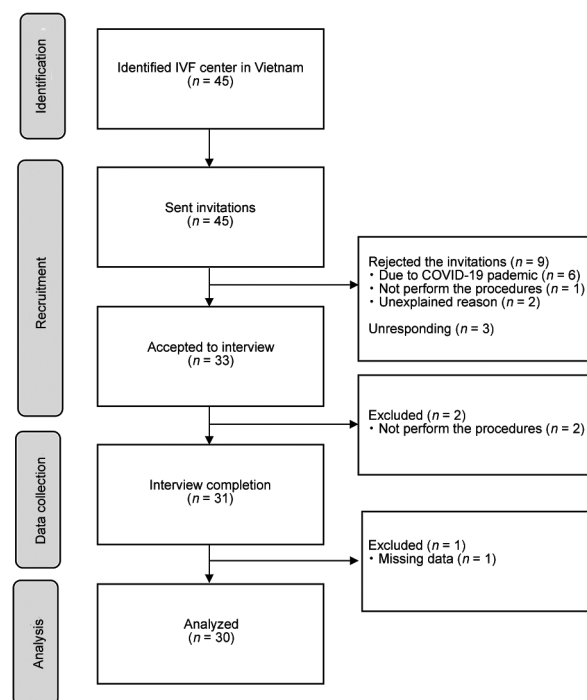 Identification
Identified IVF center in Vietnam
(n = 45)
Recruitment
Sent invitations
(n = 45)
Rejected the invitations (n = 9)
・Due to COVID-19 pademic (n = 6)
・Not perform the procedures (n = 1)
・Unexplained reason (n = 2)
Unresponding (n = 3)
Accepted to interview
(n = 33)
Excluded (n = 2)
・Not perform the procedures (n = 2)
Data collection
Interview completion
(n = 31)
Excluded (n = 1)
・Missing data (n = 1)
Analysis
Analyzed
(n = 30)